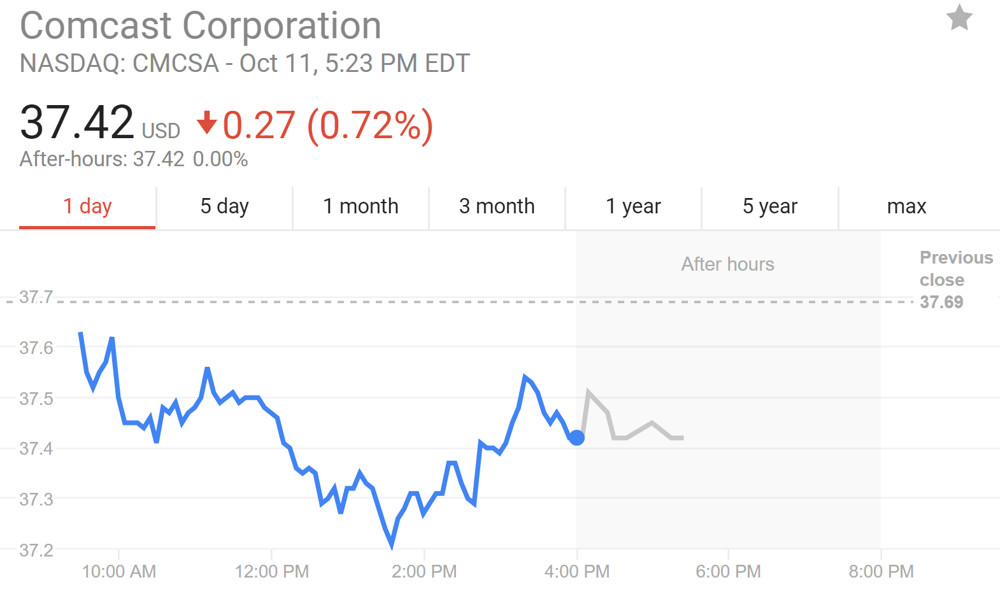 Comcast Corporation
NASDAQ: CMCSA - Oct 11, 5:23 PM EDT
37.42 USD 0.27 (0.72%)
After-hours: 37.42 0.00%
1 day 5 day 1 month 3 month 1 year 5 year max
After hours
Previous
close
37.69
37.7
37.6
37.5
37.4
37.3
37.2
10:00 AM 12:00 PM 2:00 PM 4:00 PM 6:00 PM 8:00 PM